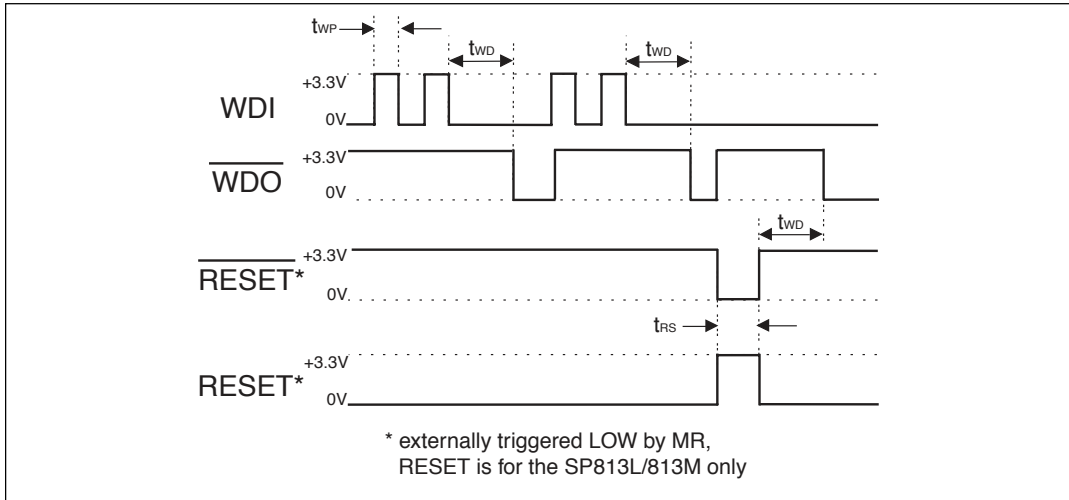 tWP
tWD
tWD
+3.3V
WDI
0V
+3.3V
WDO
0V
tWD
+3.3V
RESET*
0V
tRS
+3.3V
RESET*
0V
* externally triggered LOW by MR,
RESET is for the SP813L/813M only